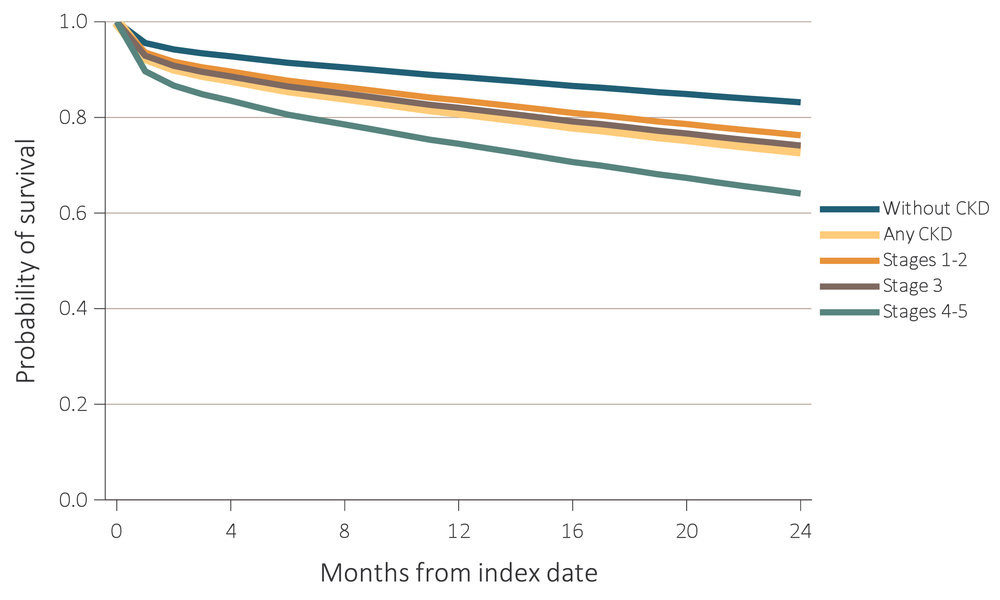 1.0
0.8
0.6
0.4
0.2
0.0
Probability of survival
0 4 8 12 16 20 24
Months from index date
Without CKD
Any CKD
Stages 1-2
Stage 3
Stages 4-5